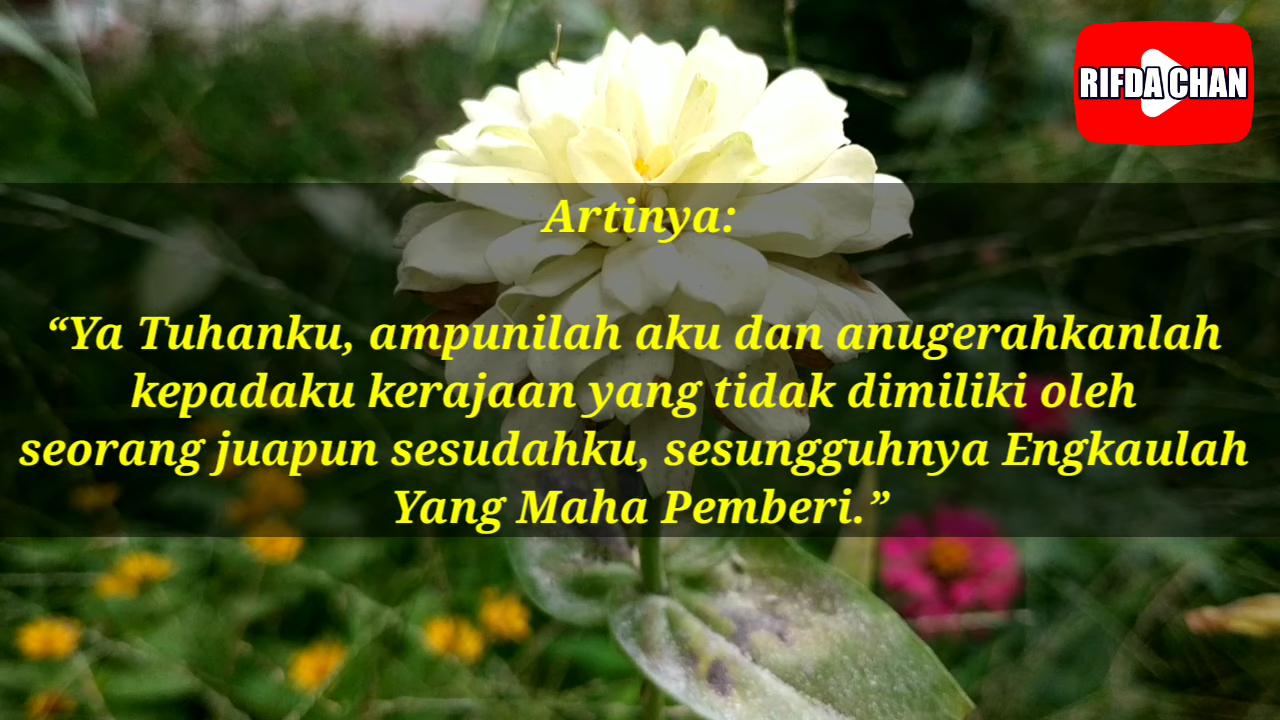 RIFDA CHAN
Artinya:
“Ya Tuhanku, ampunilah aku dan anugerahkanlah
kepadaku kerajaan yang tidak dimiliki oleh
seorang juapun sesudahku, sesungguhnya Engkaulah
Yang Maha Pemberi.”